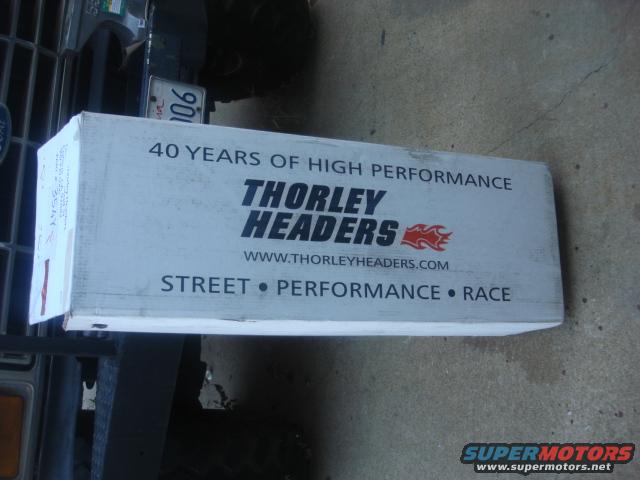 40 YEARS OF HIGH PERFORMANCE
THORLEY
HEADERS
WWW.THORLEYHEADERS.COM
STREET • PERFORMANCE • RACE
SUPERMOTORS
www.supermotors.net